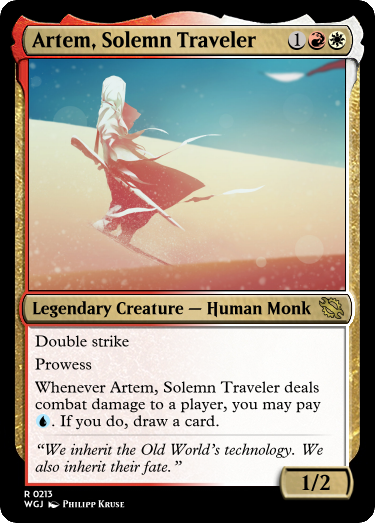 Artem, Solemn Traveler 1
Legendary Creature — Human Monk
Double strike
Prowess
Whenever Artem, Solemn Traveler deals
combat damage to a player, you may pay
. If you do, draw a card.
“We inherit the Old World’s technology. We
also inherit their fate.”
1/2
R 0213
WGJ Philipp Kruse